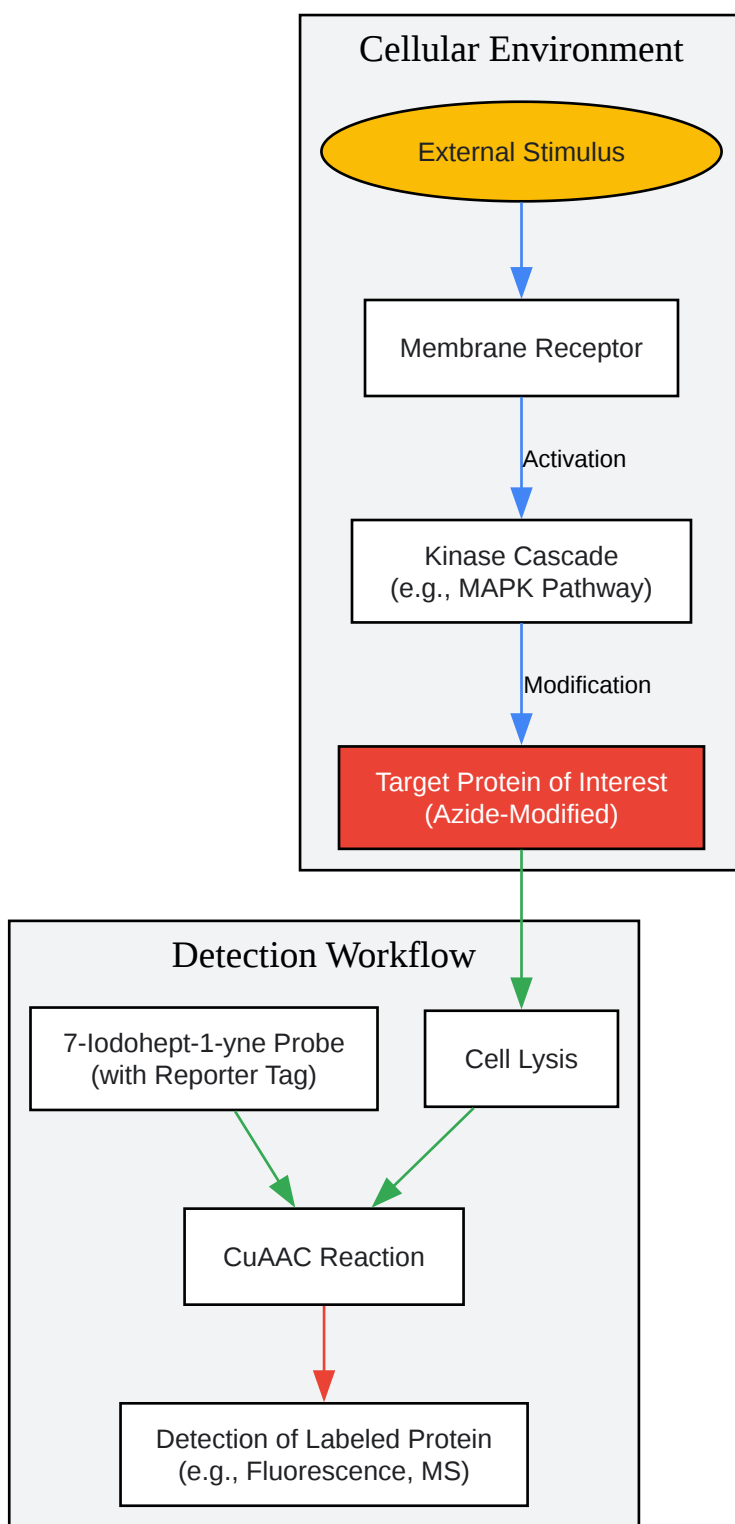 Cellular Environment
External Stimulus
Membrane Receptor
Activation
Kinase Cascade
(e.g., MAPK Pathway)
Modification
Target Protein of Interest
(Azide-Modified)
Detection Workflow
7-Iodohept-1-yne Probe
(with Reporter Tag)
Cell Lysis
CuAAC Reaction
Detection of Labeled Protein
(e.g., Fluorescence, MS)